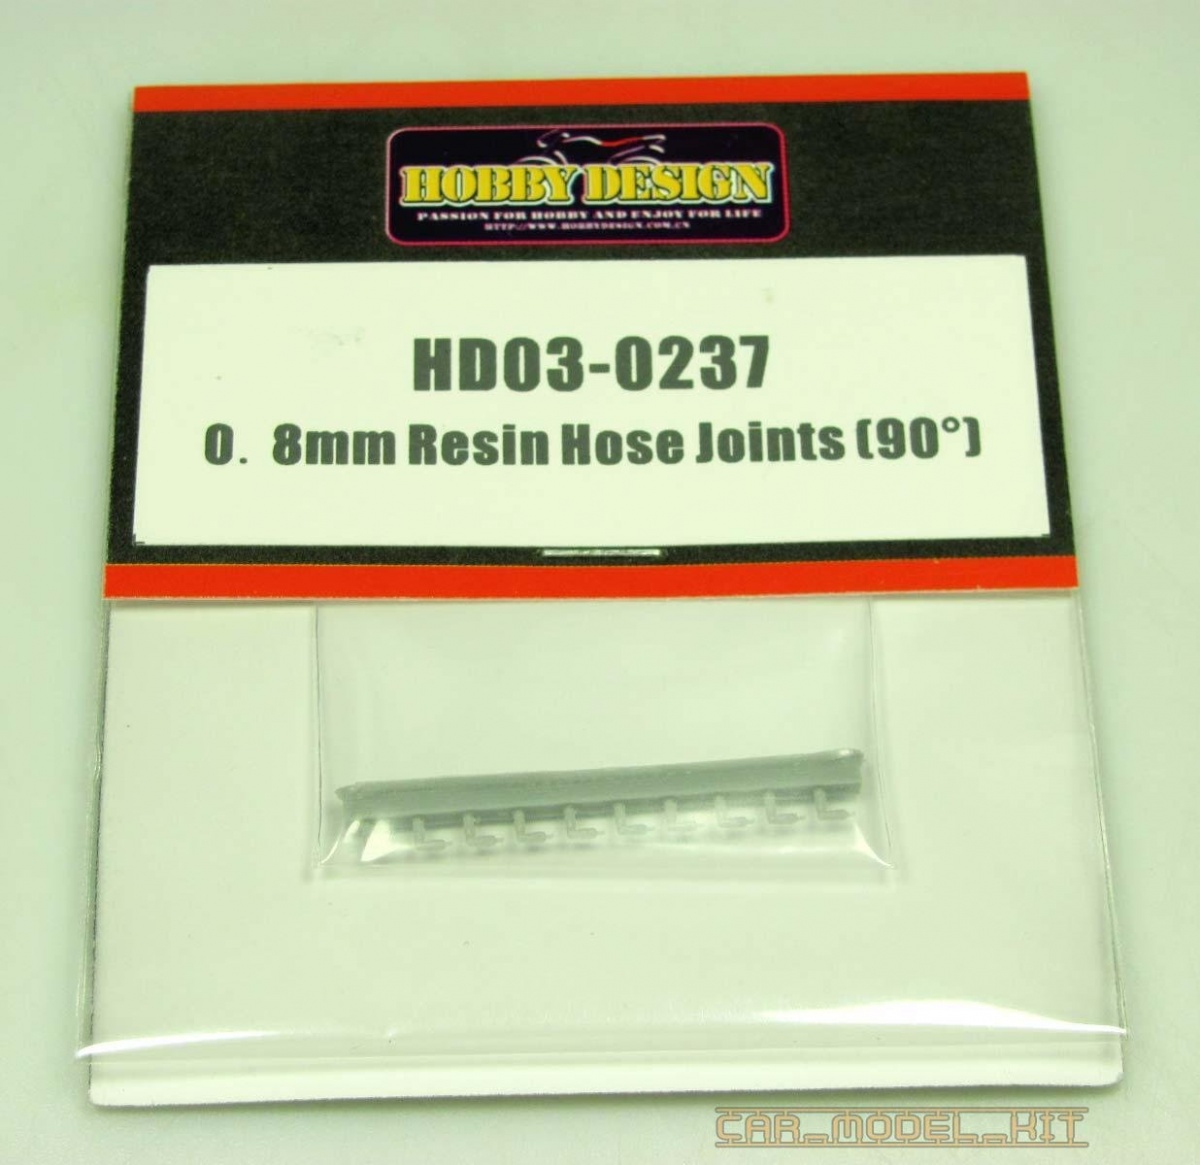 HOBBY DESIGN
PASSION FOR HOBBY AND ENJOY FOR LIFE
HTTP://WWW.HOBBYDESIGN.COM.CN
HD03-0237
0. 8mm Resin Hose Joints (90°)
CAR_MODEL_KIT